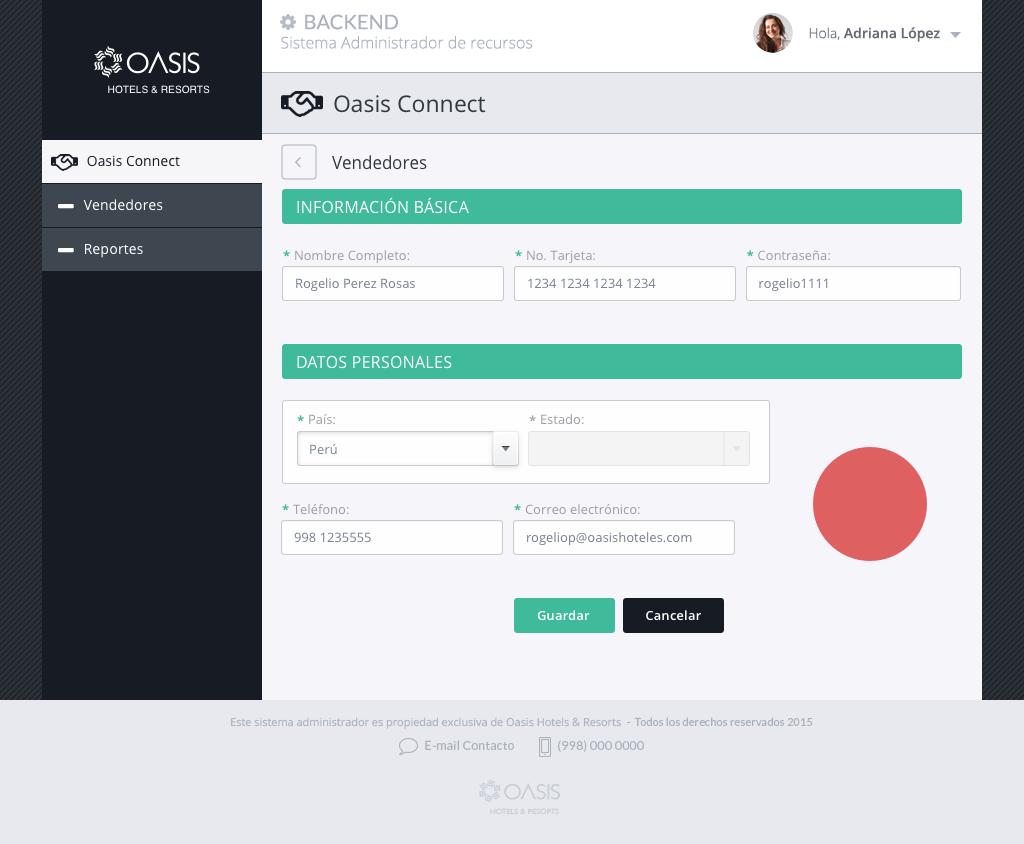 BACKEND
Sistema Administrador de recursos
Hola, Adriana López
OASIS
HOTELS & RESORTS
Oasis Connect
Oasis Connect
Vendedores
Reportes
Vendedores
INFORMACIÓN BÁSICA
* Nombre Completo: * No. Tarjeta: * Contraseña:
Rogelio Perez Rosas 1234 1234 1234 1234 rogelio1111
DATOS PERSONALES
* País: * Estado:
Perú
* Teléfono: * Correo electrónico:
998 1235555 rogeliop@oasishoteles.com
Guardar Cancelar
Este sistema administrador es propiedad exclusiva de Oasis Hotels & Resorts - Todos los derechos reservados 2015
E-mail Contacto (998) 000 0000
OASIS
HOTELS & RESORTS